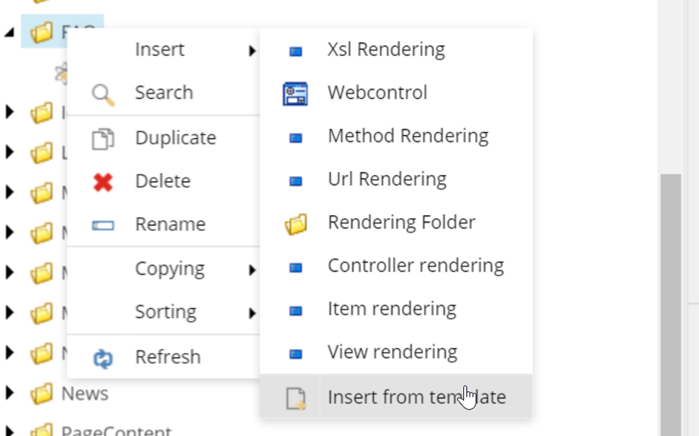 Insert
Search
Duplicate
Delete
Rename
Copying
Sorting
Refresh
Xsl Rendering
Webcontrol
Method Rendering
Url Rendering
Rendering Folder
Controller rendering
Item rendering
View rendering
Insert from template
News
PageContent